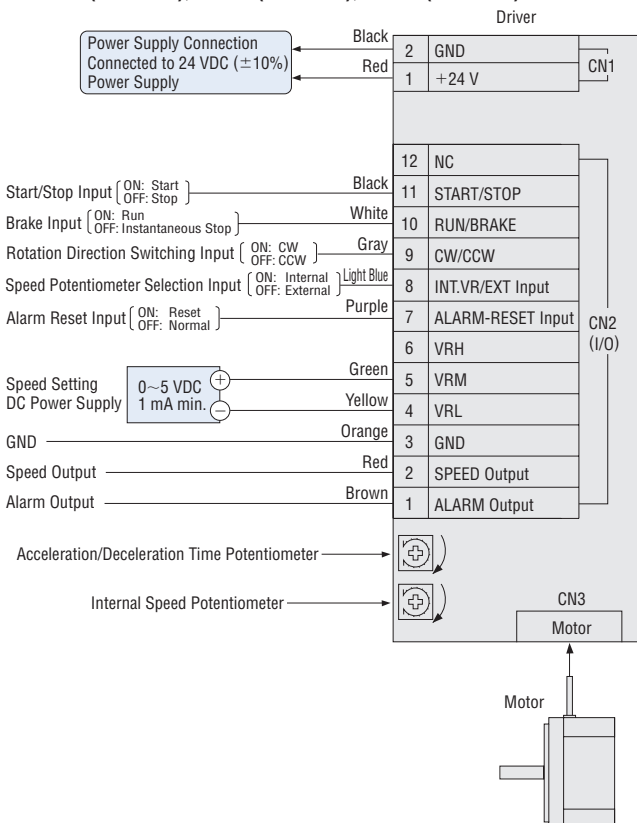 Driver
Power Supply Connection
Connected to 24 VDC (±10%)
Power Supply
Black
2 GND
Red
1 +24 V
CN1
12 NC
Start/Stop Input [ON: Start OFF: Stop]
Black
11 START/STOP
Brake Input [ON: Run OFF: Instantaneous Stop]
White
10 RUN/BRAKE
Rotation Direction Switching Input [ON: CW OFF: CCW]
Gray
9 CW/CCW
Speed Potentiometer Selection Input [ON: Internal OFF: External]
Light Blue
8 INT.VR/EXT Input
Alarm Reset Input [ON: Reset OFF: Normal]
Purple
7 ALARM-RESET Input
CN2
(I/O)
6 VRH
Speed Setting
DC Power Supply
0~5 VDC
1 mA min.
+
−
Green
5 VRM
Yellow
4 VRL
GND
Orange
3 GND
Speed Output
Red
2 SPEED Output
Alarm Output
Brown
1 ALARM Output
Acceleration/Deceleration Time Potentiometer
Internal Speed Potentiometer
CN3
Motor
Motor